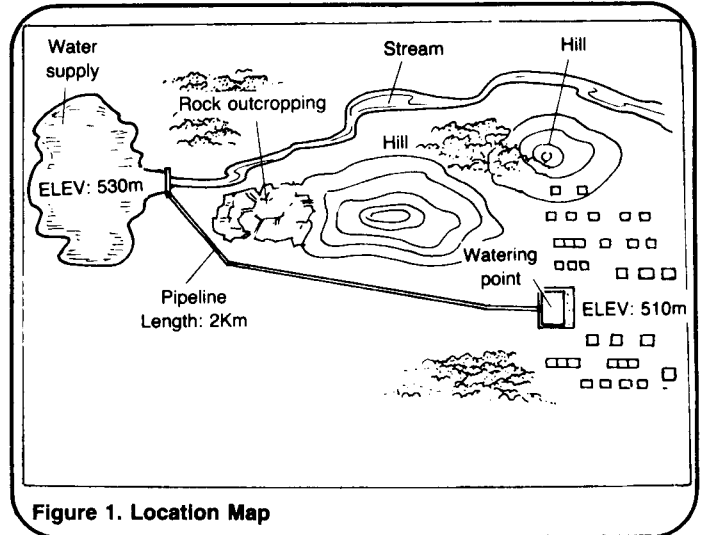 Water
supply
Stream
Hill
Rock outcropping
Hill
ELEV: 530m
Watering
point
Pipeline
Length: 2Km
ELEV: 510m
Figure 1. Location Map